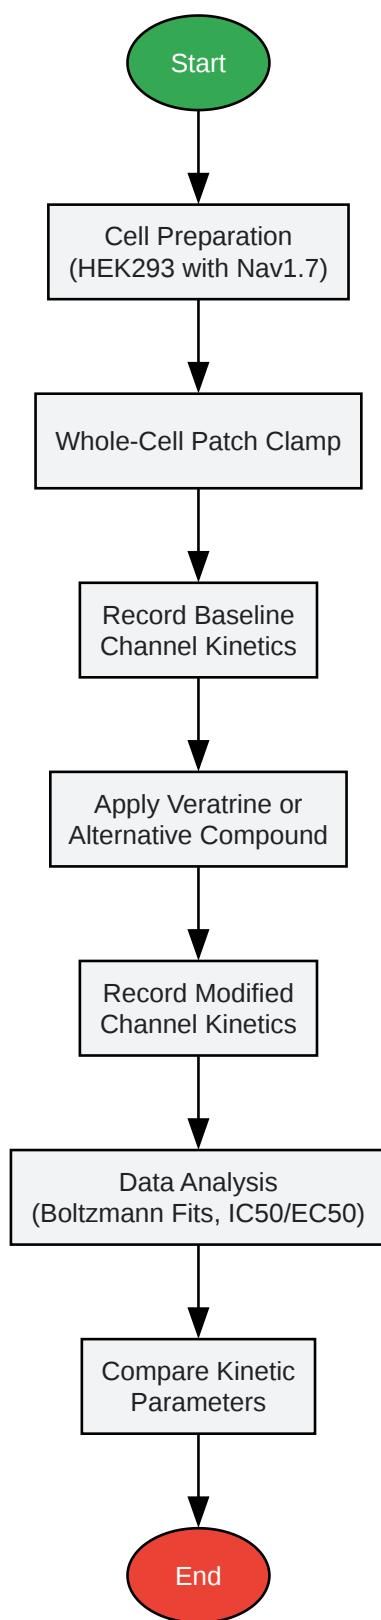 Start
Cell Preparation
(HEK293 with Nav1.7)
Whole-Cell Patch Clamp
Record Baseline
Channel Kinetics
Apply Veratrine or
Alternative Compound
Record Modified
Channel Kinetics
Data Analysis
(Boltzmann Fits, IC50/EC50)
Compare Kinetic
Parameters
End